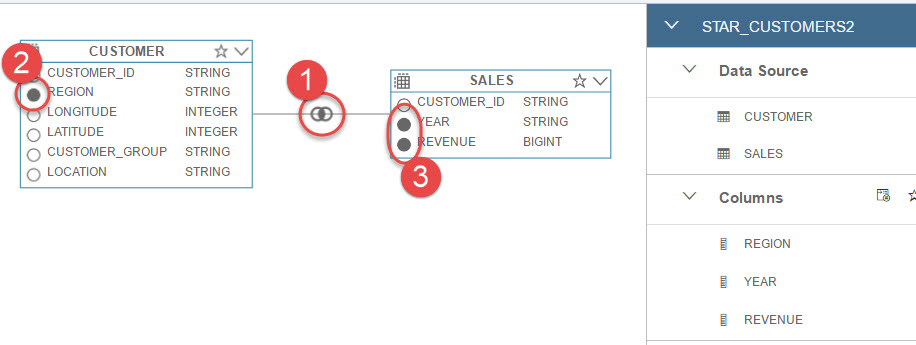 CUSTOMER
CUSTOMER_ID STRING
REGION STRING
LONGITUDE INTEGER
LATITUDE INTEGER
CUSTOMER_GROUP STRING
LOCATION STRING
2
1
SALES
CUSTOMER_ID STRING
YEAR STRING
REVENUE BIGINT
3
STAR_CUSTOMERS2
Data Source
CUSTOMER
SALES
Columns
REGION
YEAR
REVENUE